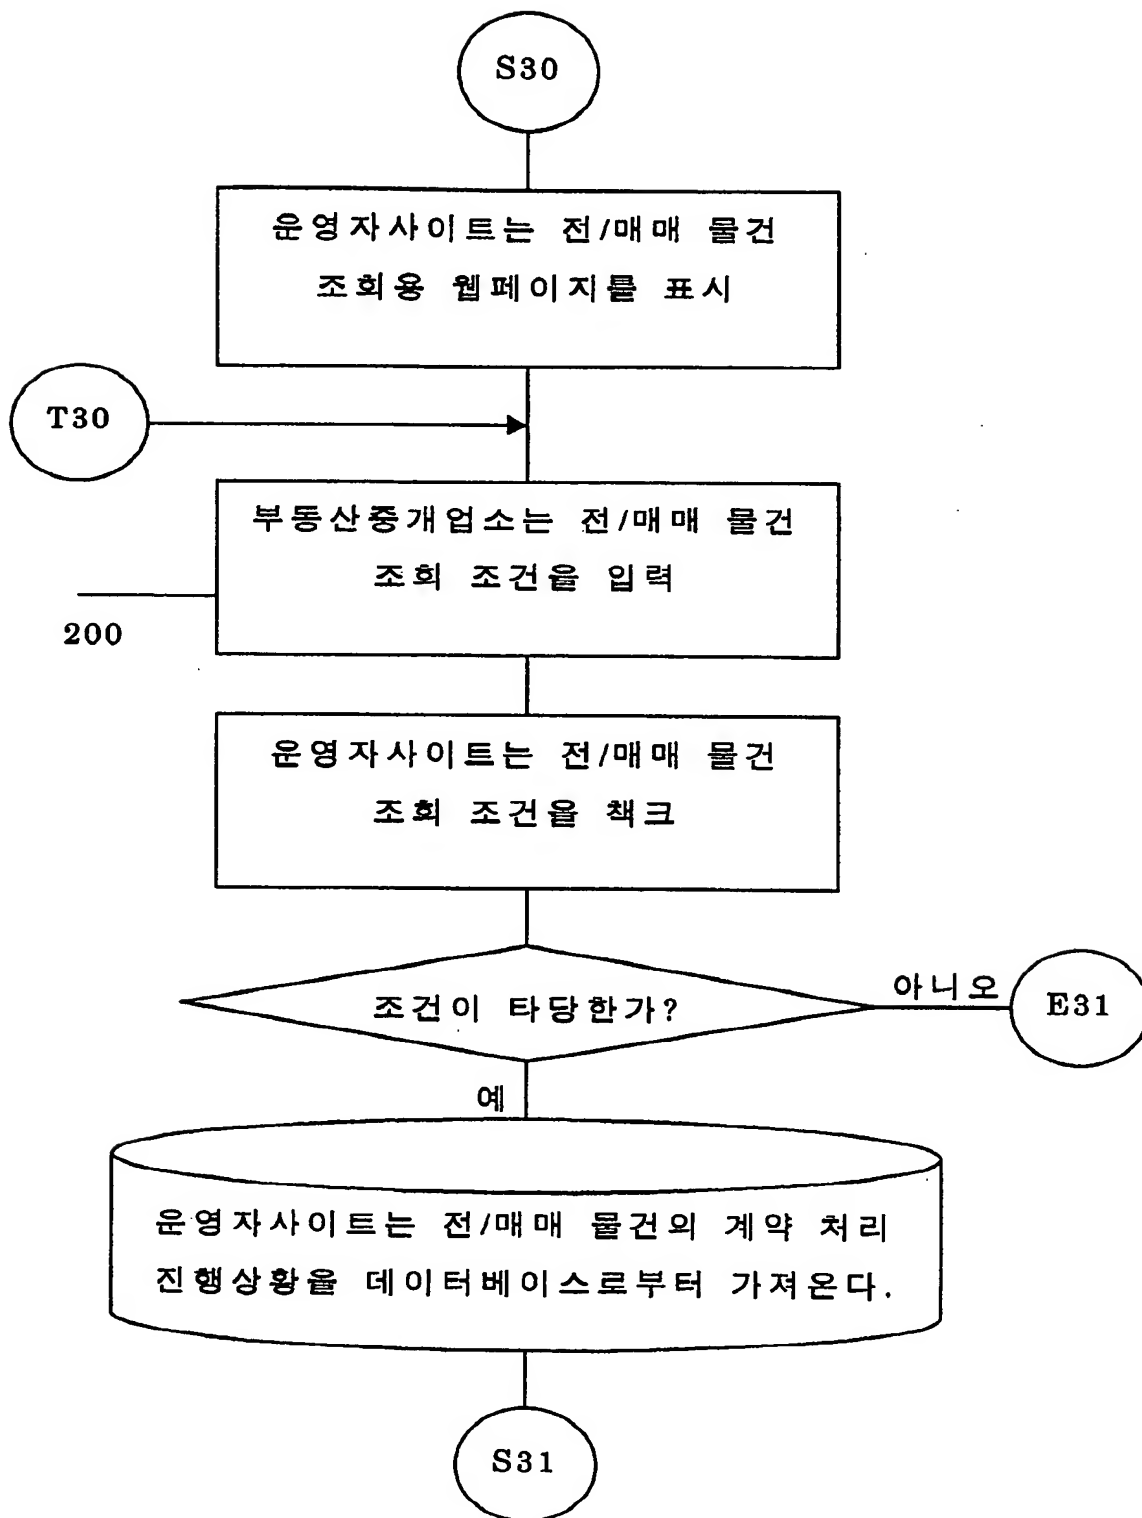 S30
운영자사이트는 전/매매 물건
조회용 웹페이지를 표시
T30
부동산중개업소는 전/매매 물건
조회 조건을 입력
200
운영자사이트는 전/매매 물건
조회 조건을 책크
조건이 타당한가?
아니오
E31
예
운영자사이트는 전/매매 물건의 계약 처리
진행상황을 데이터베이스로부터 가져온다.
S31